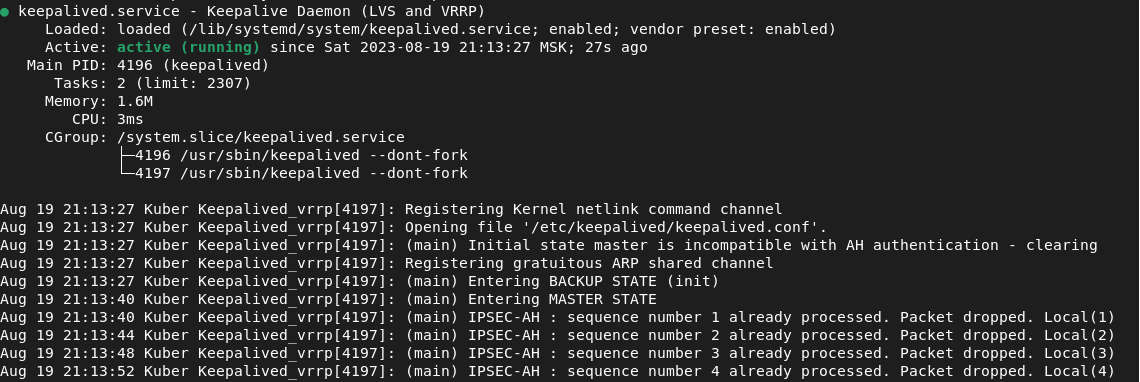 ● keepalived.service - Keepalive Daemon (LVS and VRRP)
Loaded: loaded (/lib/systemd/system/keepalived.service; enabled; vendor preset: enabled)
Active: active (running) since Sat 2023-08-19 21:13:27 MSK; 27s ago
Main PID: 4196 (keepalived)
Tasks: 2 (limit: 2307)
Memory: 1.6M
CPU: 3ms
CGroup: /system.slice/keepalived.service
├─4196 /usr/sbin/keepalived --dont-fork
└─4197 /usr/sbin/keepalived --dont-fork
Aug 19 21:13:27 Kuber Keepalived_vrrp[4197]: Registering Kernel netlink command channel
Aug 19 21:13:27 Kuber Keepalived_vrrp[4197]: Opening file '/etc/keepalived/keepalived.conf'.
Aug 19 21:13:27 Kuber Keepalived_vrrp[4197]: (main) Initial state master is incompatible with AH authentication - clearing
Aug 19 21:13:27 Kuber Keepalived_vrrp[4197]: Registering gratuitous ARP shared channel
Aug 19 21:13:27 Kuber Keepalived_vrrp[4197]: (main) Entering BACKUP STATE (init)
Aug 19 21:13:40 Kuber Keepalived_vrrp[4197]: (main) Entering MASTER STATE
Aug 19 21:13:40 Kuber Keepalived_vrrp[4197]: (main) IPSEC-AH : sequence number 1 already processed. Packet dropped. Local(1)
Aug 19 21:13:44 Kuber Keepalived_vrrp[4197]: (main) IPSEC-AH : sequence number 2 already processed. Packet dropped. Local(2)
Aug 19 21:13:48 Kuber Keepalived_vrrp[4197]: (main) IPSEC-AH : sequence number 3 already processed. Packet dropped. Local(3)
Aug 19 21:13:52 Kuber Keepalived_vrrp[4197]: (main) IPSEC-AH : sequence number 4 already processed. Packet dropped. Local(4)